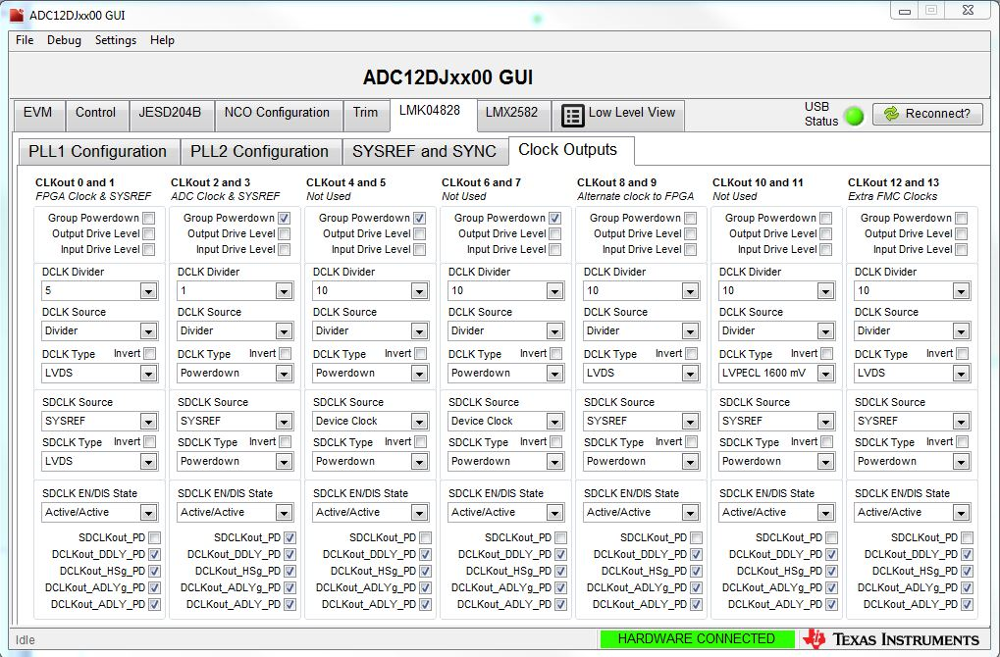 ADC12DJxx00 GUI
File Debug Settings Help
ADC12DJxx00 GUI
EVM Control JESD204B NCO Configuration Trim LMK04828 LMX2582 Low Level View USB Status Reconnect?
PLL1 Configuration PLL2 Configuration SYSREF and SYNC Clock Outputs
CLKout 0 and 1 CLKout 2 and 3 CLKout 4 and 5 CLKout 6 and 7 CLKout 8 and 9 CLKout 10 and 11 CLKout 12 and 13
FPGA Clock & SYSREF ADC Clock & SYSREF Not Used Not Used Alternate clock to FPGA Not Used Extra FMC Clocks
Group Powerdown Group Powerdown Group Powerdown Group Powerdown Group Powerdown Group Powerdown Group Powerdown
Output Drive Level Output Drive Level Output Drive Level Output Drive Level Output Drive Level Output Drive Level Output Drive Level
Input Drive Level Input Drive Level Input Drive Level Input Drive Level Input Drive Level Input Drive Level Input Drive Level
DCLK Divider DCLK Divider DCLK Divider DCLK Divider DCLK Divider DCLK Divider DCLK Divider
5 1 10 10 10 10 10
DCLK Source DCLK Source DCLK Source DCLK Source DCLK Source DCLK Source DCLK Source
Divider Divider Divider Divider Divider Divider Divider
DCLK Type Invert DCLK Type Invert DCLK Type Invert DCLK Type Invert DCLK Type Invert DCLK Type Invert DCLK Type Invert
LVDS Powerdown Powerdown Powerdown LVDS LVPECL 1600 mV LVDS
SDCLK Source SDCLK Source SDCLK Source SDCLK Source SDCLK Source SDCLK Source SDCLK Source
SYSREF SYSREF Device Clock Device Clock SYSREF SYSREF SYSREF
SDCLK Type Invert SDCLK Type Invert SDCLK Type Invert SDCLK Type Invert SDCLK Type Invert SDCLK Type Invert SDCLK Type Invert
LVDS Powerdown Powerdown Powerdown Powerdown Powerdown Powerdown
SDCLK EN/DIS State SDCLK EN/DIS State SDCLK EN/DIS State SDCLK EN/DIS State SDCLK EN/DIS State SDCLK EN/DIS State SDCLK EN/DIS State
Active/Active Active/Active Active/Active Active/Active Active/Active Active/Active Active/Active
SDCLKout_PD SDCLKout_PD SDCLKout_PD SDCLKout_PD SDCLKout_PD SDCLKout_PD SDCLKout_PD
DCLKout_DDLY_PD DCLKout_DDLY_PD DCLKout_DDLY_PD DCLKout_DDLY_PD DCLKout_DDLY_PD DCLKout_DDLY_PD DCLKout_DDLY_PD
DCLKout_HSg_PD DCLKout_HSg_PD DCLKout_HSg_PD DCLKout_HSg_PD DCLKout_HSg_PD DCLKout_HSg_PD DCLKout_HSg_PD
DCLKout_ADLYg_PD DCLKout_ADLYg_PD DCLKout_ADLYg_PD DCLKout_ADLYg_PD DCLKout_ADLYg_PD DCLKout_ADLYg_PD DCLKout_ADLYg_PD
DCLKout_ADLY_PD DCLKout_ADLY_PD DCLKout_ADLY_PD DCLKout_ADLY_PD DCLKout_ADLY_PD DCLKout_ADLY_PD DCLKout_ADLY_PD
Idle HARDWARE CONNECTED TEXAS INSTRUMENTS